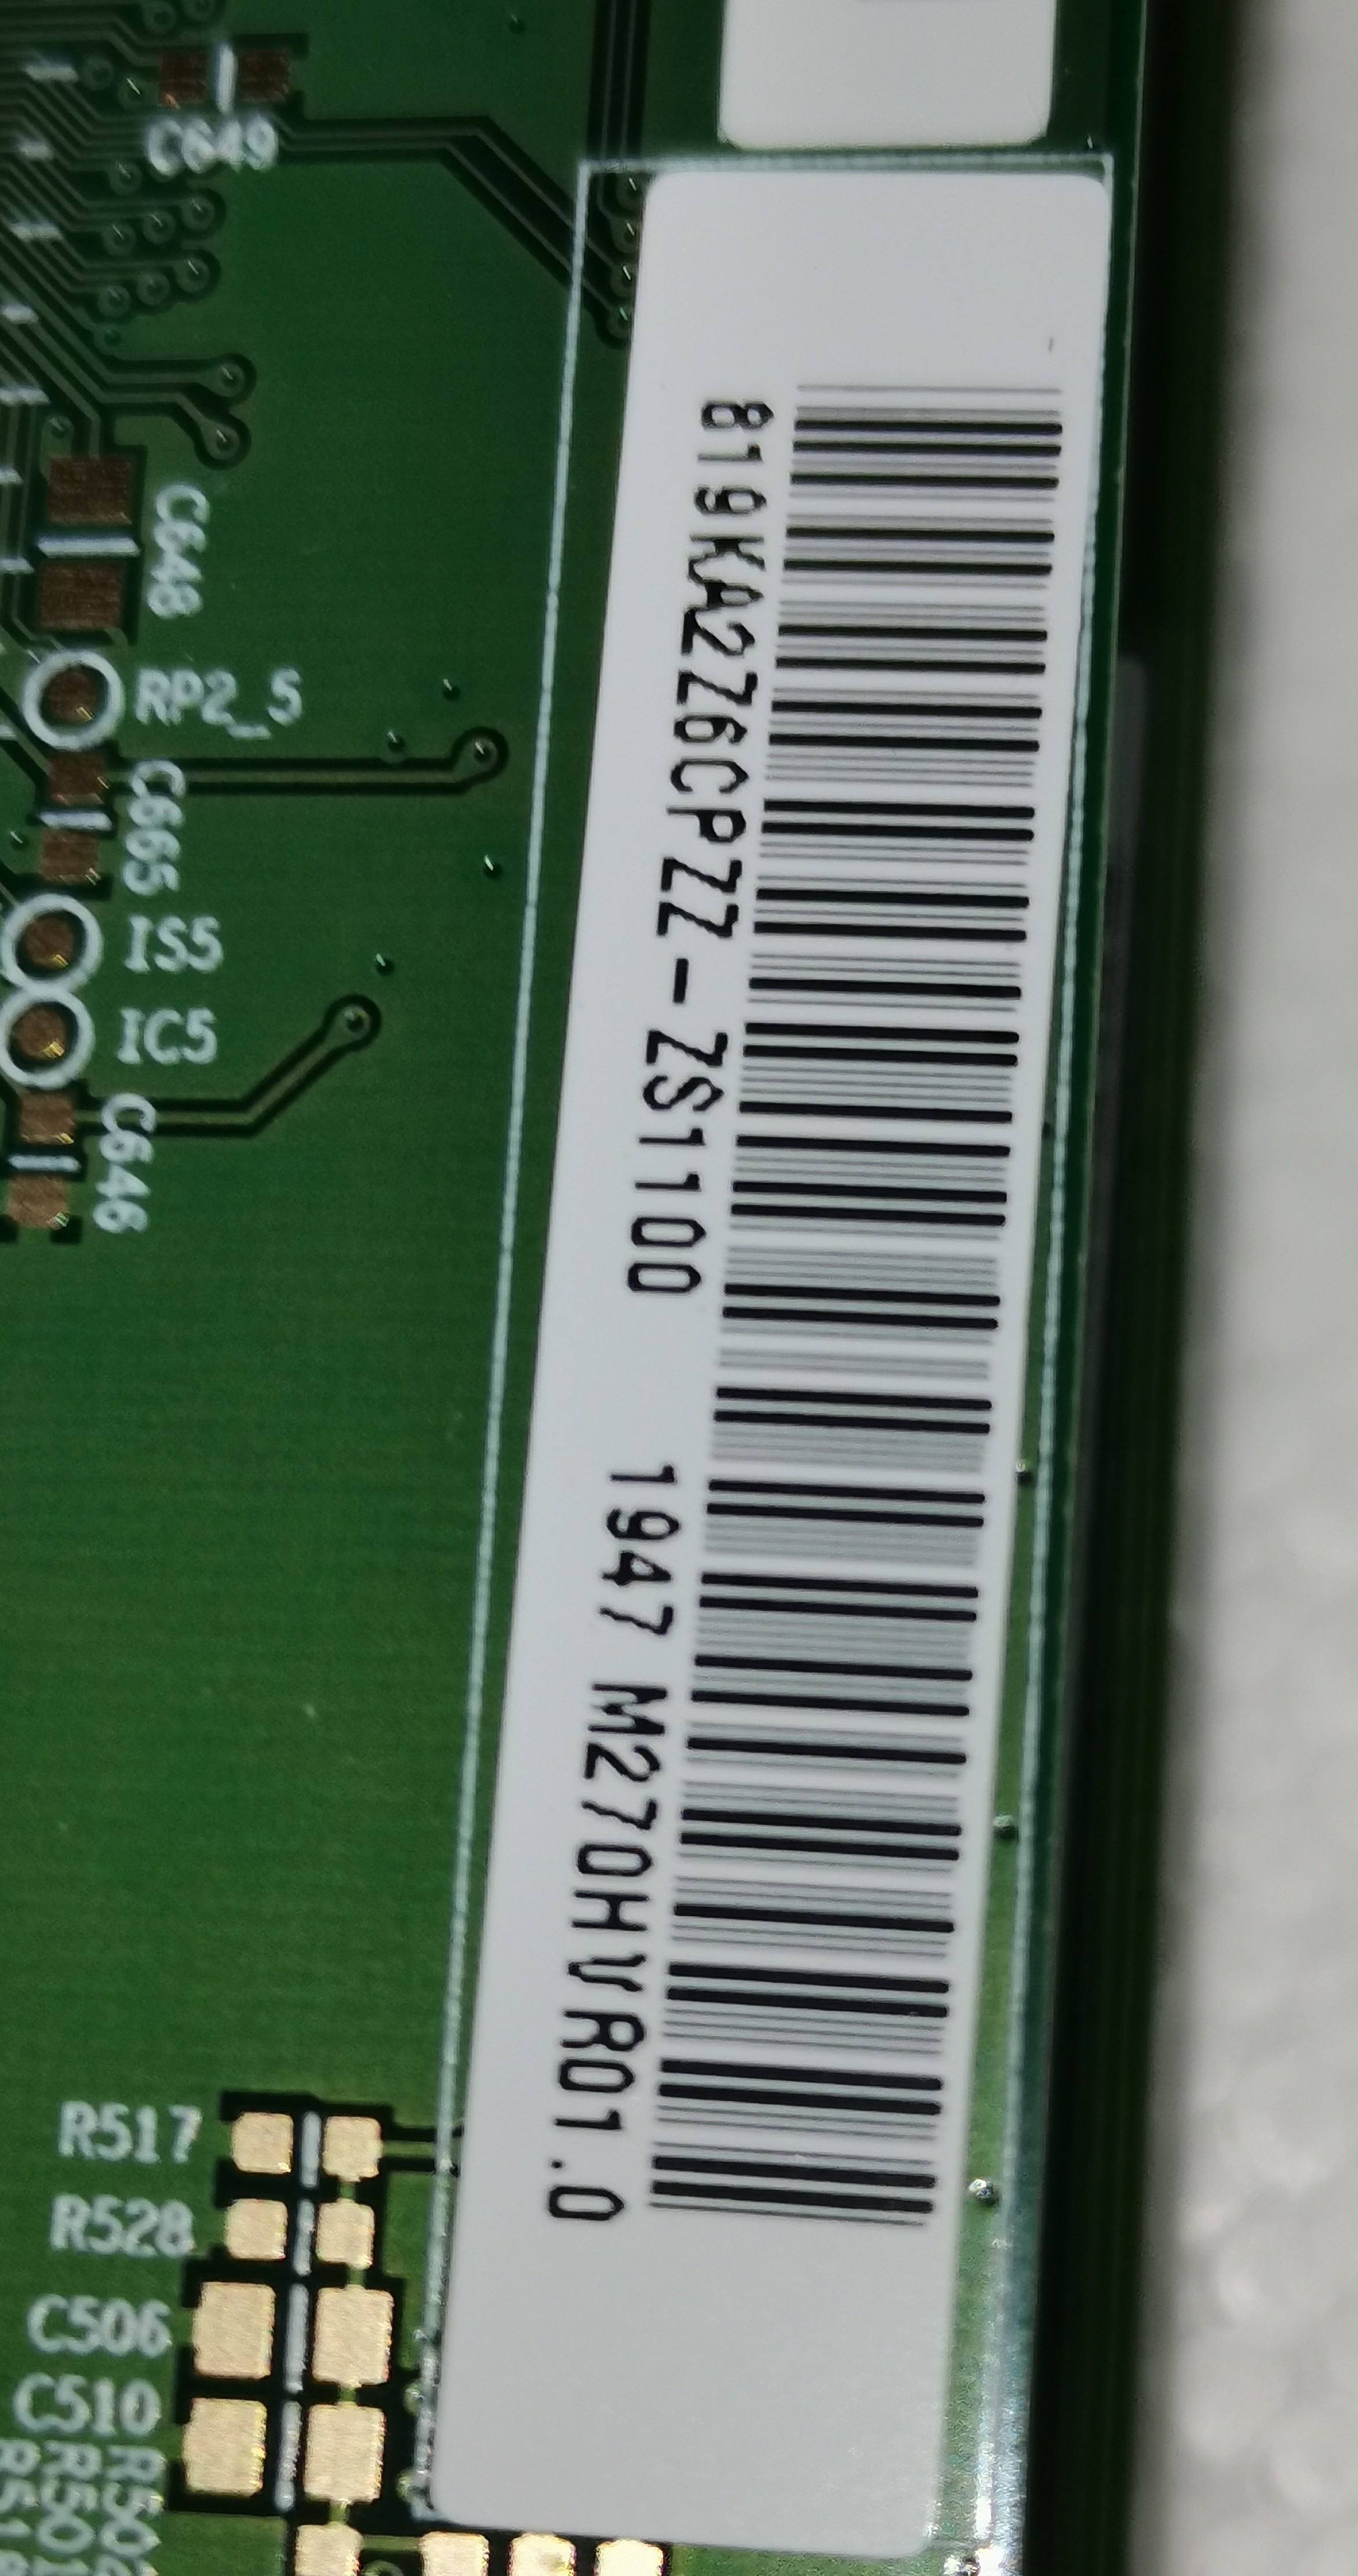 C649
819KA2Z6CPZZ-ZS1100 1947 M270HVR01.0
C648
RP2_5
C665
IS5
IC5
C646
R517
R528
C506
C510